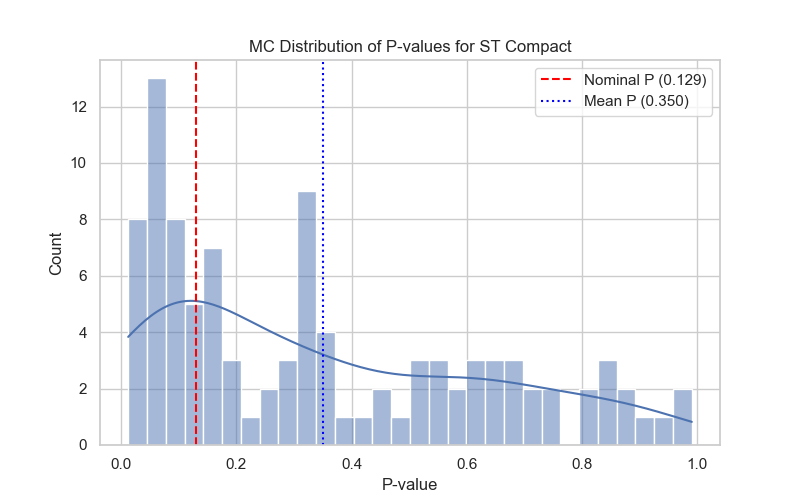 MC Distribution of P-values for ST Compact
Nominal P (0.129)
Mean P (0.350)
Count
12
10
8
6
4
2
0
0.0 0.2 0.4 0.6 0.8 1.0
P-value